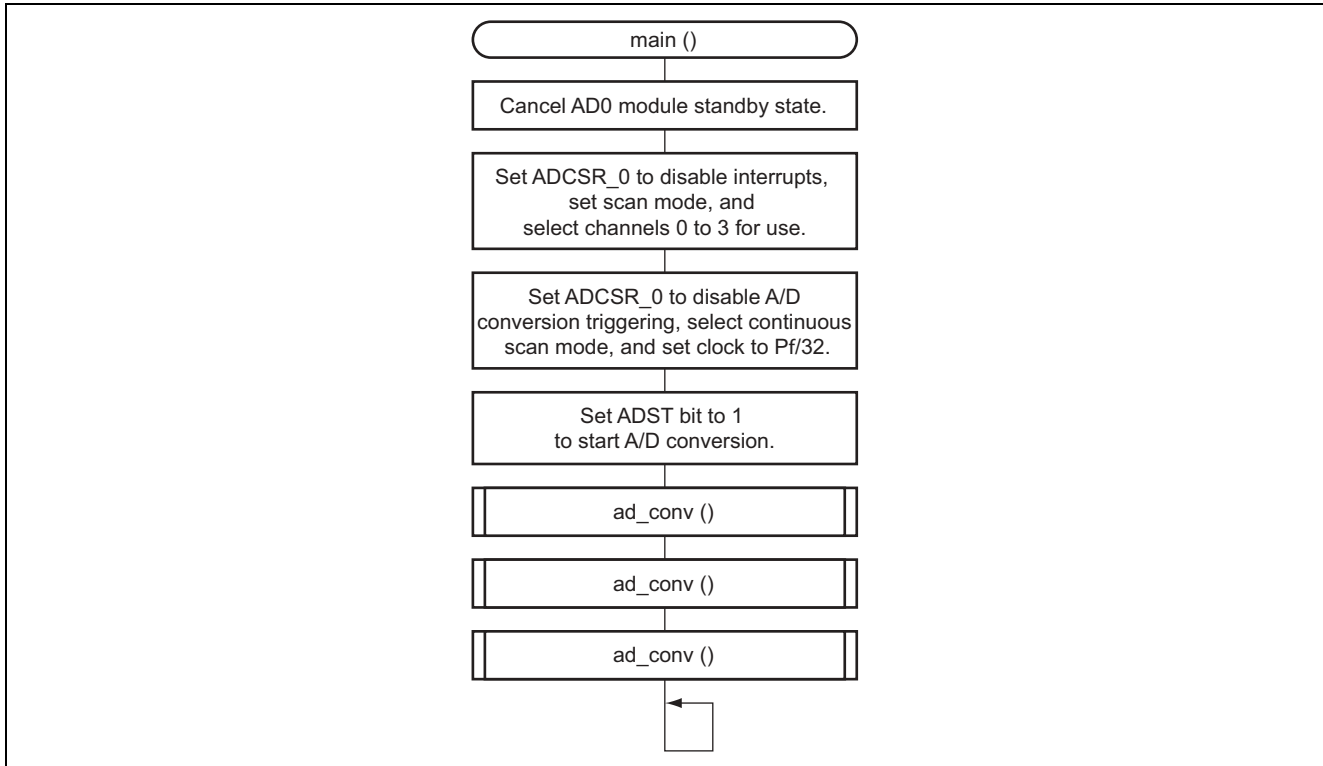 main ()
Cancel AD0 module standby state.
Set ADCSR_0 to disable interrupts,
set scan mode, and
select channels 0 to 3 for use.
Set ADCSR_0 to disable A/D
conversion triggering, select continuous
scan mode, and set clock to Pf/32.
Set ADST bit to 1
to start A/D conversion.
ad_conv ()
ad_conv ()
ad_conv ()